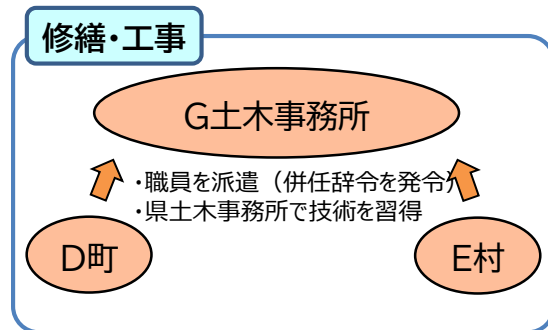 修繕・工事
G土木事務所
・職員を派遣（併任辞令を発令）
・県土木事務所で技術を習得
D町
E村